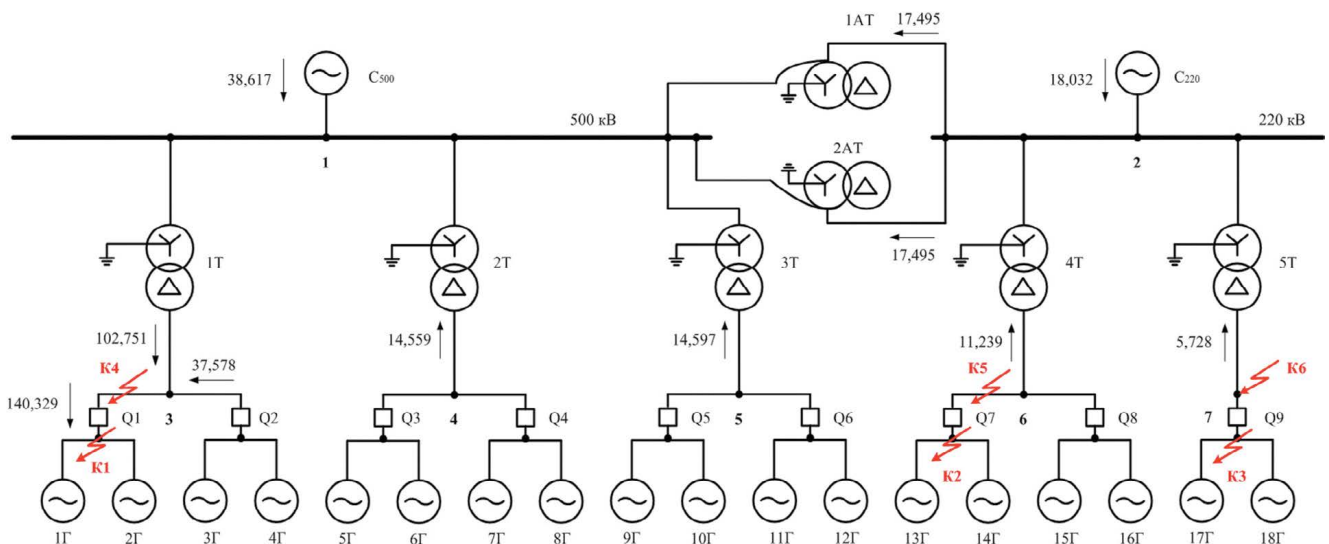 1АТ
17,495
38,617
C500
18,032
C220
500 кВ
220 кВ
1
2АТ
2
17,495
1Т
2Т
3Т
4Т
5Т
102,751
14,559
14,597
11,239
5,728
К4
37,578
К5
К6
140,329
Q1
3
Q2
Q3
4
Q4
Q5
5
Q6
Q7
6
Q8
7
Q9
К1
К2
К3
1Г
2Г
3Г
4Г
5Г
6Г
7Г
8Г
9Г
10Г
11Г
12Г
13Г
14Г
15Г
16Г
17Г
18Г